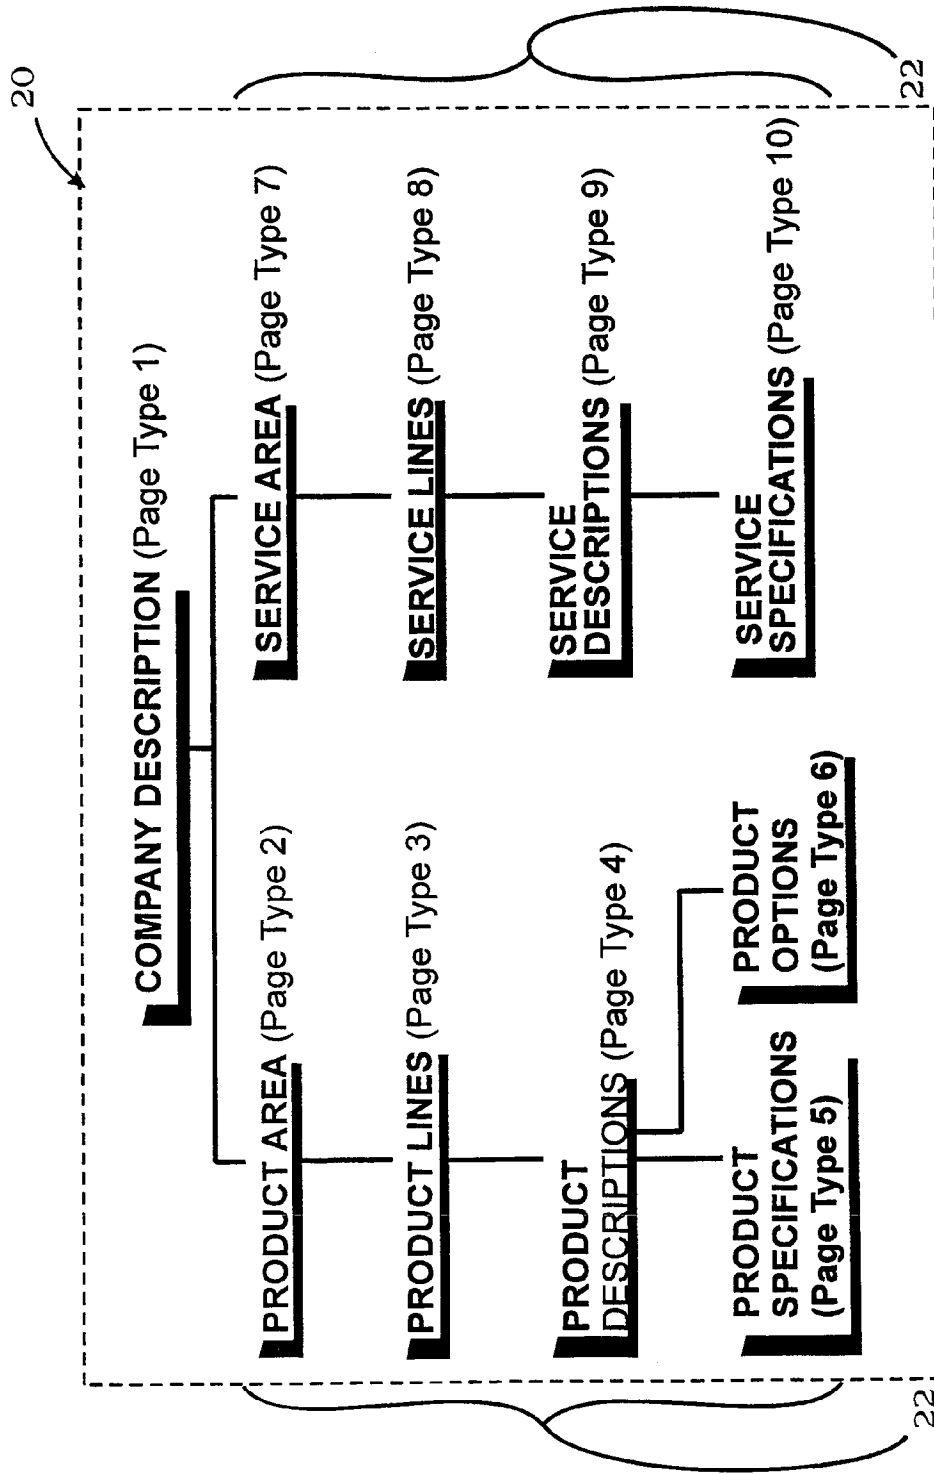 20
COMPANY DESCRIPTION (Page Type 1)
PRODUCT AREA (Page Type 2)
SERVICE AREA (Page Type 7)
PRODUCT LINES (Page Type 3)
SERVICE LINES (Page Type 8)
PRODUCT
DESCRIPTIONS (Page Type 4)
SERVICE
DESCRIPTIONS (Page Type 9)
PRODUCT
SPECIFICATIONS
(Page Type 5)
PRODUCT
OPTIONS
(Page Type 6)
SERVICE
SPECIFICATIONS (Page Type 10)
22
22